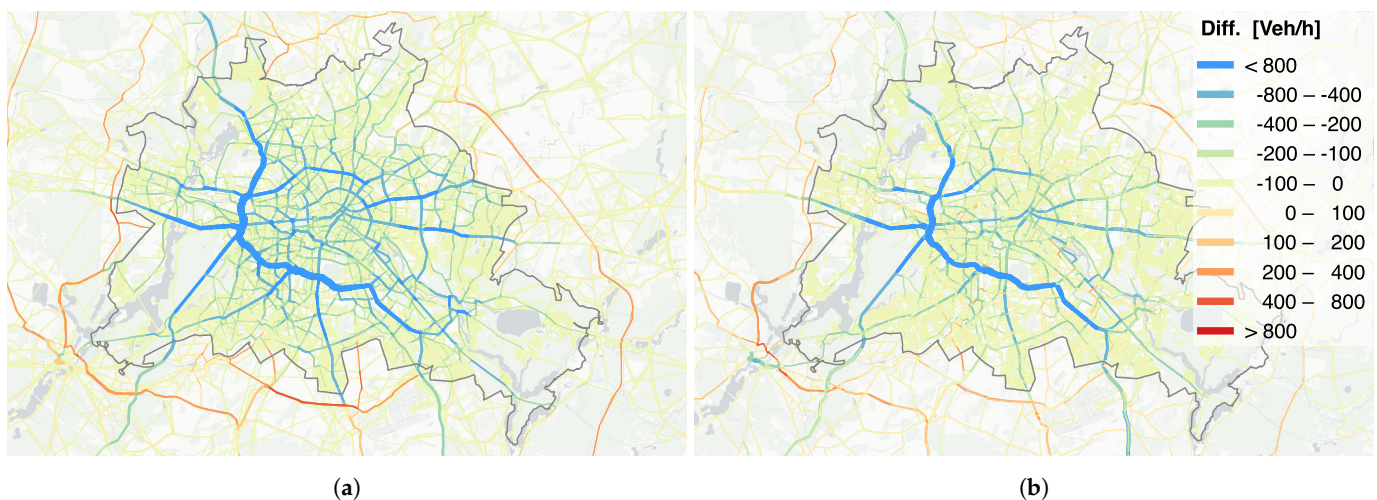 Diff. [Veh/h]
< 800
-800 – -400
-400 – -200
-200 – -100
-100 – 0
0 – 100
100 – 200
200 – 400
400 – 800
> 800
(a)
(b)